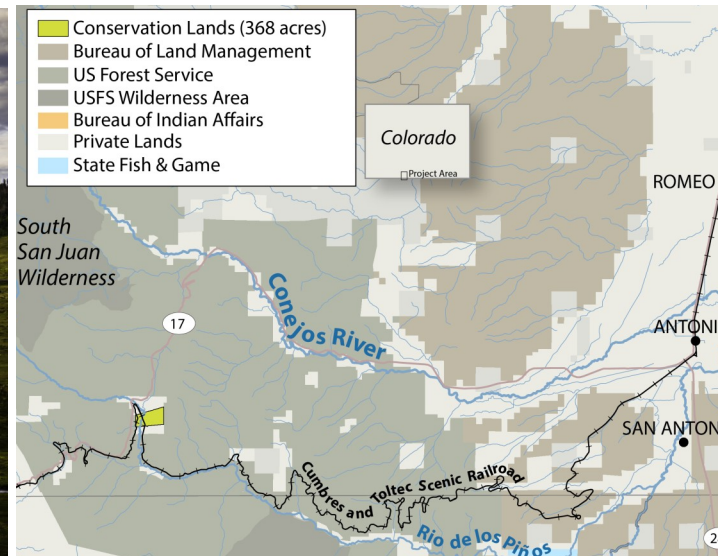 Conservation Lands (368 acres)
Bureau of Land Management
US Forest Service
USFS Wilderness Area
Bureau of Indian Affairs
Private Lands
State Fish & Game
Colorado
Project Area
ROMEO
South
San Juan
Wilderness
17
Conejos River
ANTONI
SAN ANTON
Cumbres and Toltec Scenic Railroad
Rio de los Piños
2